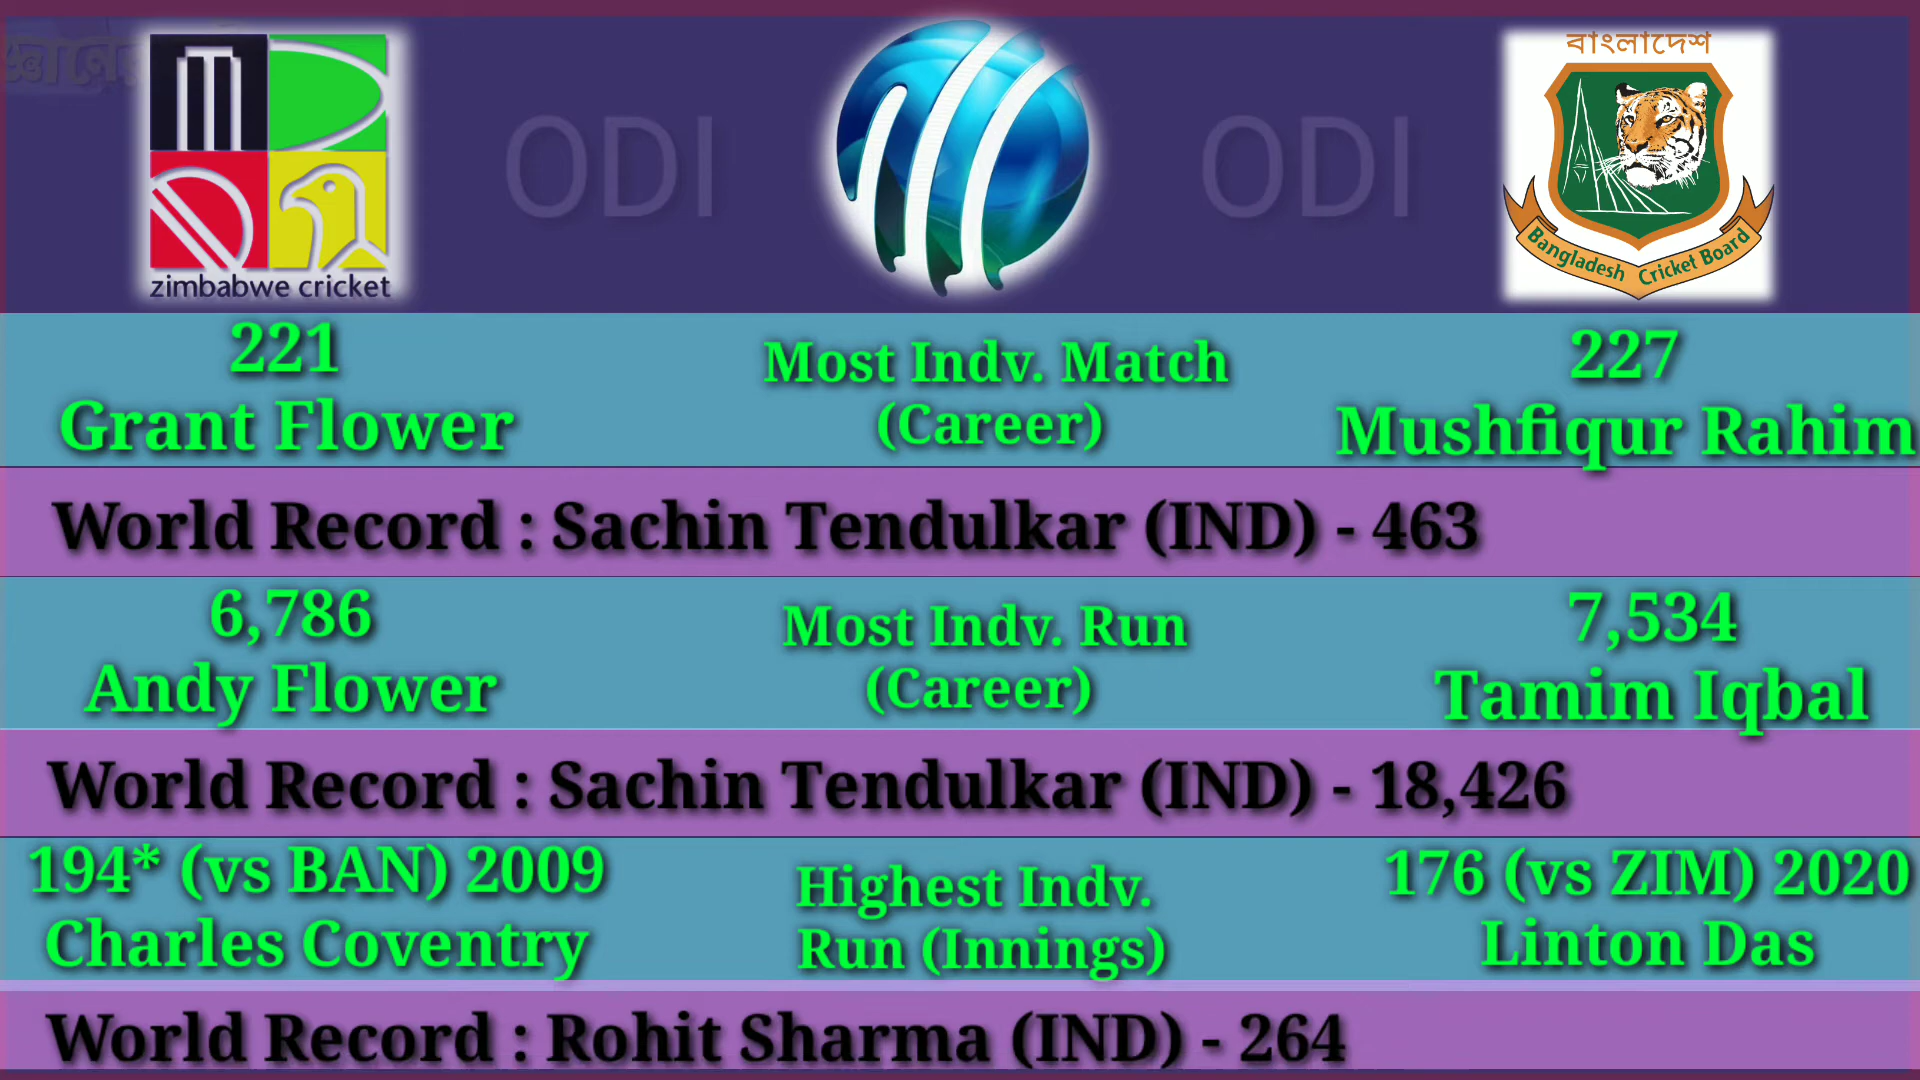 জ্ঞানের
zimbabwe cricket
ODI
ODI
বাংলাদেশ
Bangladesh Cricket Board
221
Grant Flower
Most Indv. Match
(Career)
227
Mushfiqur Rahim
World Record : Sachin Tendulkar (IND) - 463
6,786
Andy Flower
Most Indv. Run
(Career)
7,534
Tamim Iqbal
World Record : Sachin Tendulkar (IND) - 18,426
194* (vs BAN) 2009
Charles Coventry
Highest Indv.
Run (Innings)
176 (vs ZIM) 2020
Linton Das
World Record : Rohit Sharma (IND) - 264